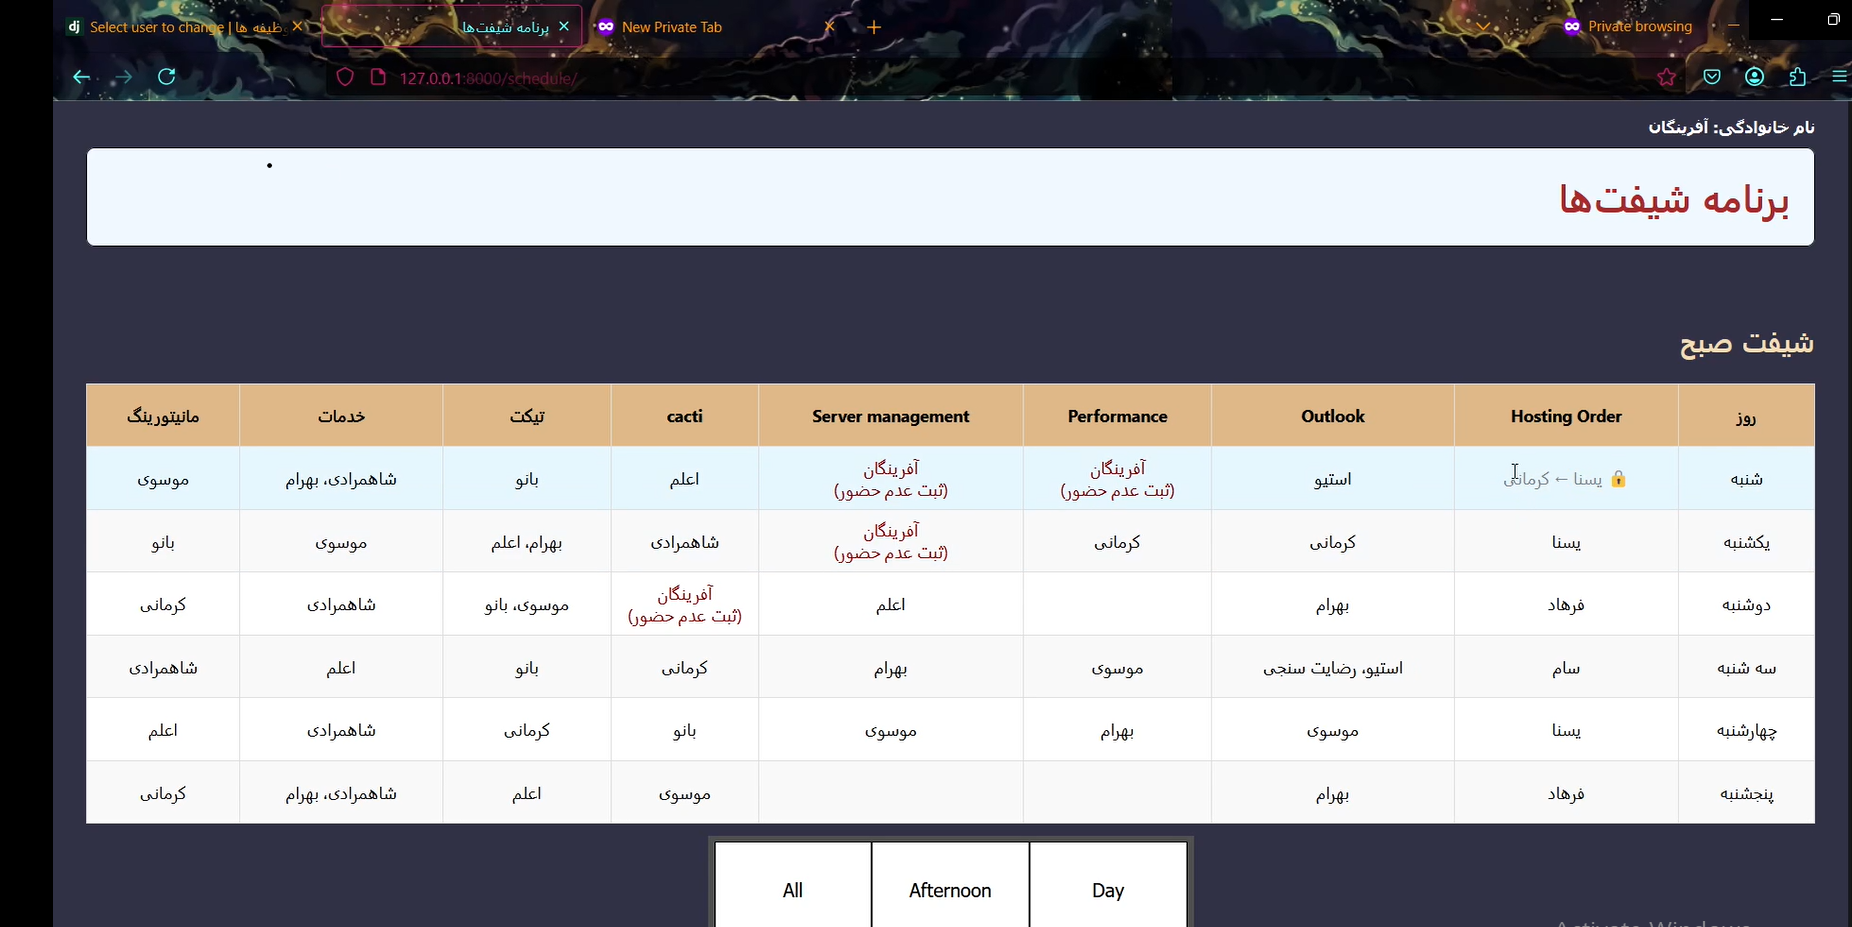 dj Select user to change | ظیفه ها
برنامه شیفت‌ها
New Private Tab
Private browsing
127.0.0.1:8000/schedule/
نام خانوادگی: آفرینگان
برنامه شیفت‌ها
شیفت صبح
روز Hosting Order Outlook Performance Server management cacti تیکت خدمات مانیتورینگ
شنبه 🔒 یسنا ← کرمانی استیو آفرینگان (ثبت عدم حضور) آفرینگان (ثبت عدم حضور) اعلم بانو شاهمرادی، بهرام موسوی
یکشنبه یسنا کرمانی کرمانی آفرینگان (ثبت عدم حضور) شاهمرادی بهرام، اعلم موسوی بانو
دوشنبه فرهاد بهرام اعلم آفرینگان (ثبت عدم حضور) موسوی، بانو شاهمرادی کرمانی
سه شنبه سام استیو، رضایت سنجی موسوی بهرام کرمانی بانو اعلم شاهمرادی
چهارشنبه یسنا موسوی بهرام موسوی بانو کرمانی شاهمرادی اعلم
پنجشنبه فرهاد بهرام موسوی اعلم شاهمرادی، بهرام کرمانی
All Afternoon Day